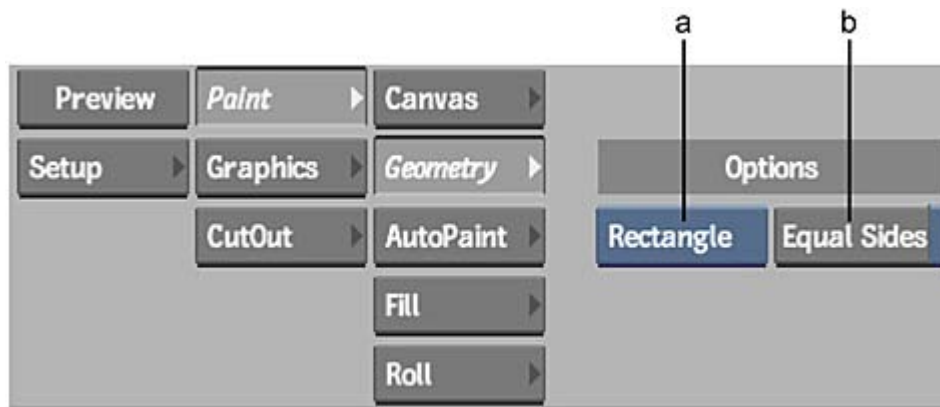 a b
Preview Paint Canvas
Setup Graphics Geometry Options
CutOut AutoPaint Rectangle Equal Sides
Fill
Roll